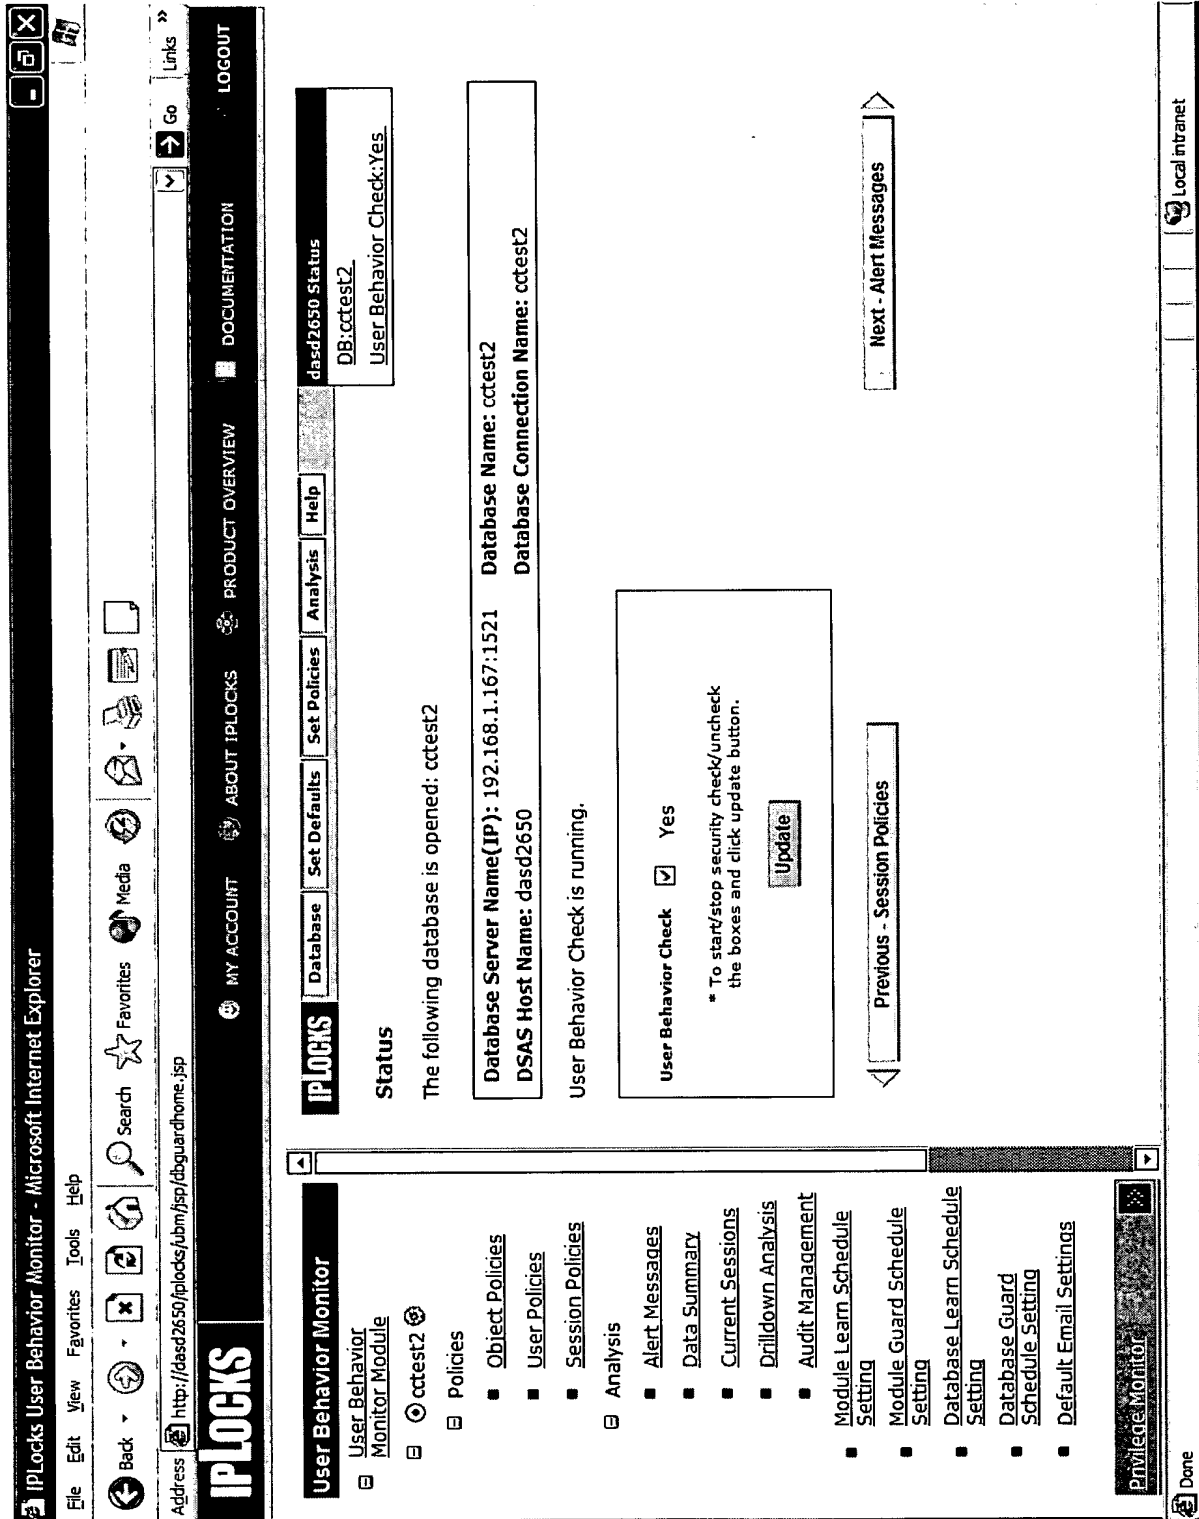 IPLocks User Behavior Monitor - Microsoft Internet Explorer
File Edit View Favorites Tools Help
Back Search Favorites Media
Address http://dasd2650/iplocks/ubm/jsp/dbguardhome.jsp Go Links »
IPLOCKS MY ACCOUNT ABOUT IPLOCKS PRODUCT OVERVIEW DOCUMENTATION LOGOUT
User Behavior Monitor
User Behavior
Monitor Module
cctest2
Policies
Object Policies
User Policies
Session Policies
Analysis
Alert Messages
Data Summary
Current Sessions
Drilldown Analysis
Audit Management
Module Learn Schedule
Setting
Module Guard Schedule
Setting
Database Learn Schedule
Setting
Database Guard
Schedule Setting
Default Email Settings
Privilege Monitor
IPLOCKS Database Set Defaults Set Policies Analysis Help
dasd2650 Status
DB:cctest2
User Behavior Check:Yes
Status
The following database is opened: cctest2
Database Server Name(IP): 192.168.1.167:1521 Database Name: cctest2
DSAS Host Name: dasd2650 Database Connection Name: cctest2
User Behavior Check is running.
User Behavior Check Yes
* To start/stop security check/uncheck
the boxes and click update button.
Update
Previous - Session Policies Next - Alert Messages
Done Local intranet